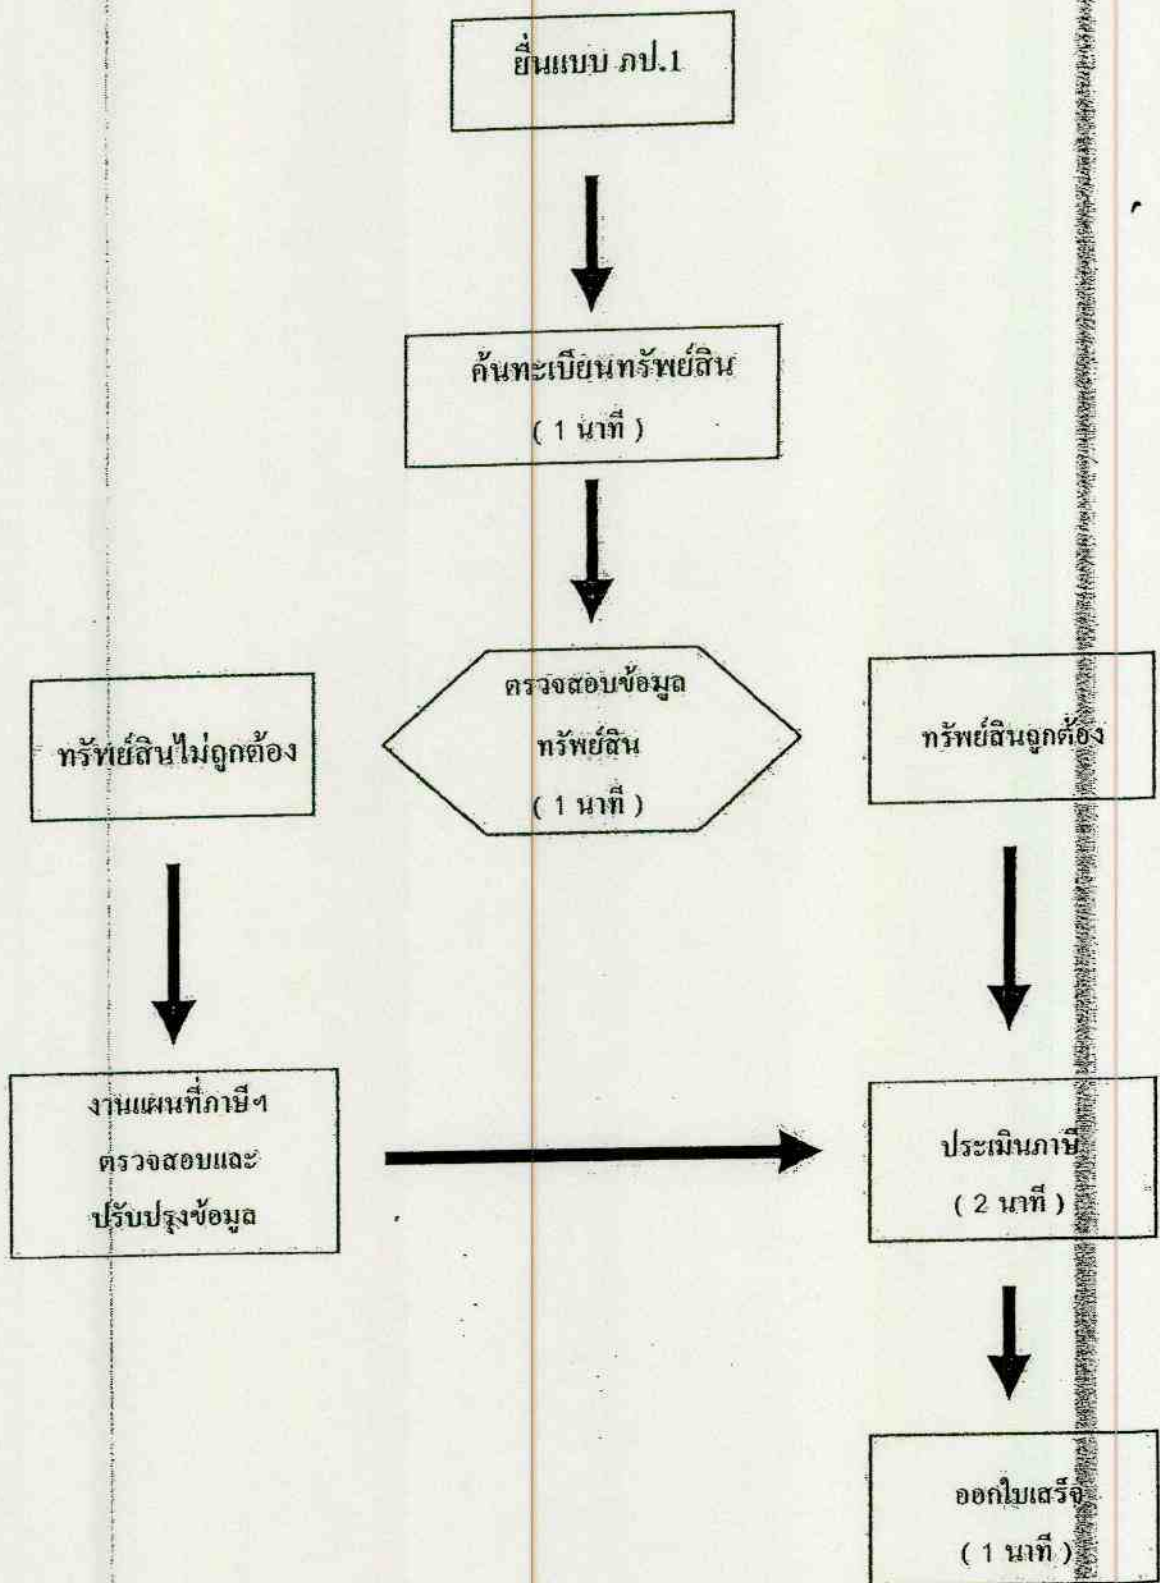 ยื่นแบบ ภป.1
ค้นทะเบียนทรัพย์สิน
( 1 นาที )
ตรวจสอบข้อมูล
ทรัพย์สิน
( 1 นาที )
ทรัพย์สินไม่ถูกต้อง
ทรัพย์สินถูกต้อง
งานแผนที่ภาษีฯ
ตรวจสอบและ
ปรับปรุงข้อมูล
ประเมินภาษี
( 2 นาที )
ออกใบเสร็จ
( 1 นาที )